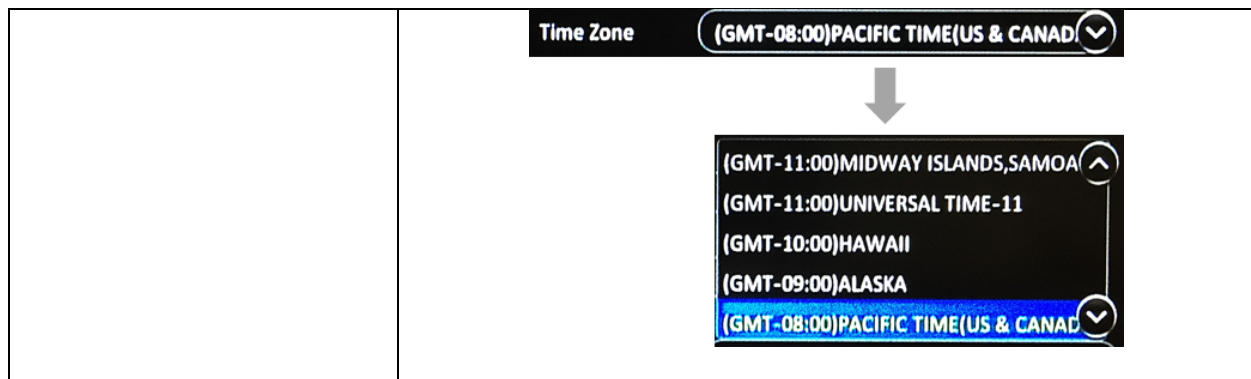 Time Zone (GMT-08:00)PACIFIC TIME(US & CANAD
(GMT-11:00)MIDWAY ISLANDS,SAMOA
(GMT-11:00)UNIVERSAL TIME-11
(GMT-10:00)HAWAII
(GMT-09:00)ALASKA
(GMT-08:00)PACIFIC TIME(US & CANAD